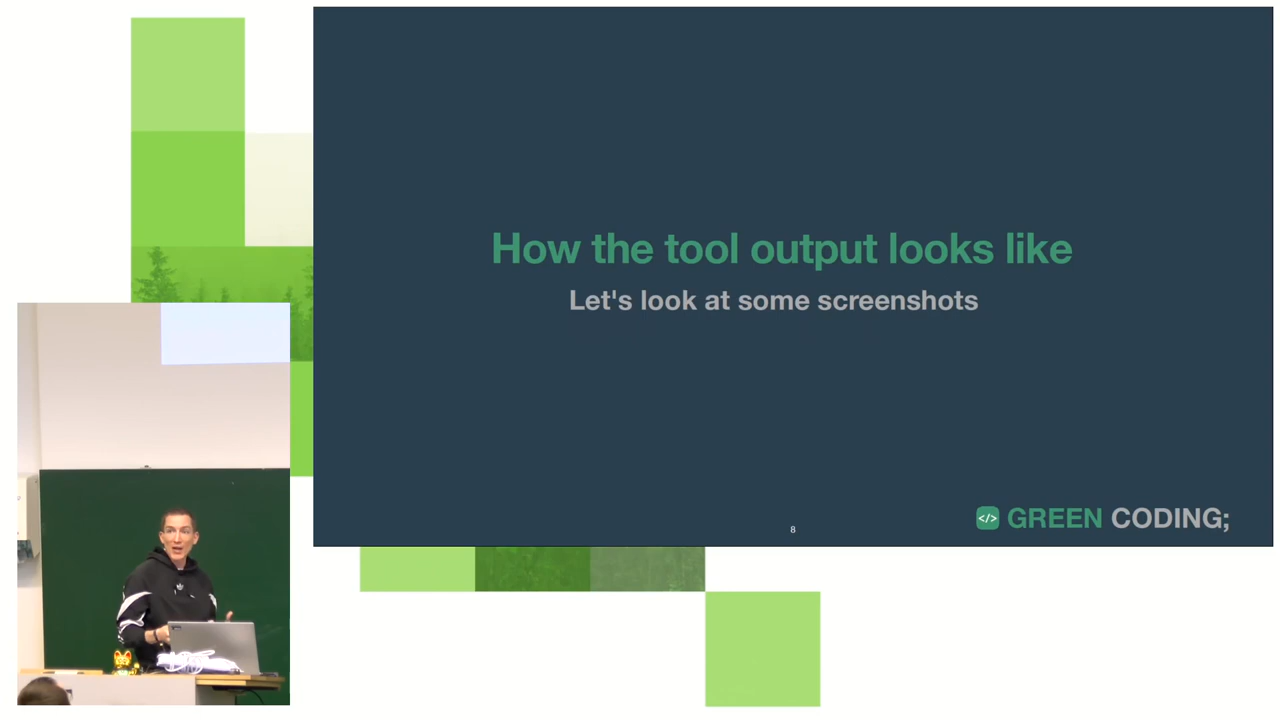 How the tool output looks like
Let's look at some screenshots
8
</> GREEN CODING;